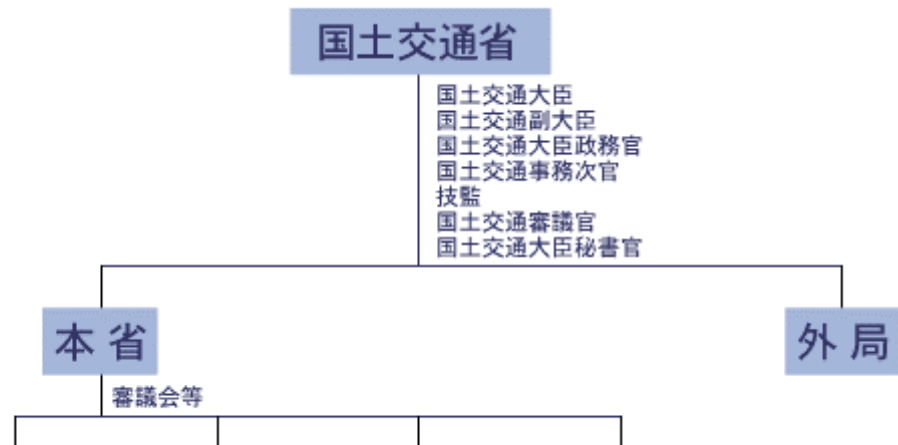 国土交通省
国土交通大臣
国土交通副大臣
国土交通大臣政務官
国土交通事務次官
技監
国土交通審議官
国土交通大臣秘書官
本省
外局
審議会等